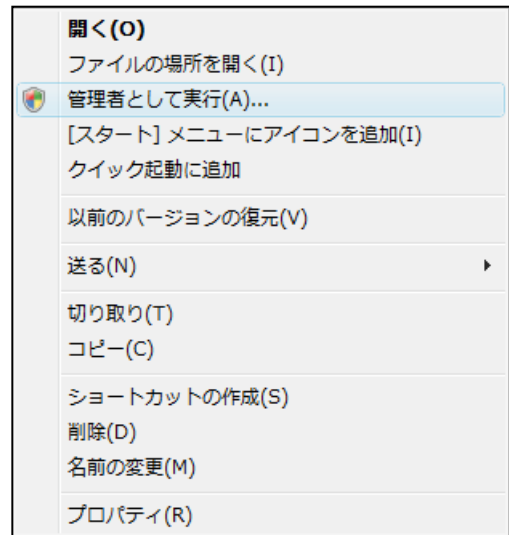 開く(O)
ファイルの場所を開く(I)
管理者として実行(A)...
[スタート] メニューにアイコンを追加(I)
クイック起動に追加
以前のバージョンの復元(V)
送る(N)
切り取り(T)
コピー(C)
ショートカットの作成(S)
削除(D)
名前の変更(M)
プロパティ(R)